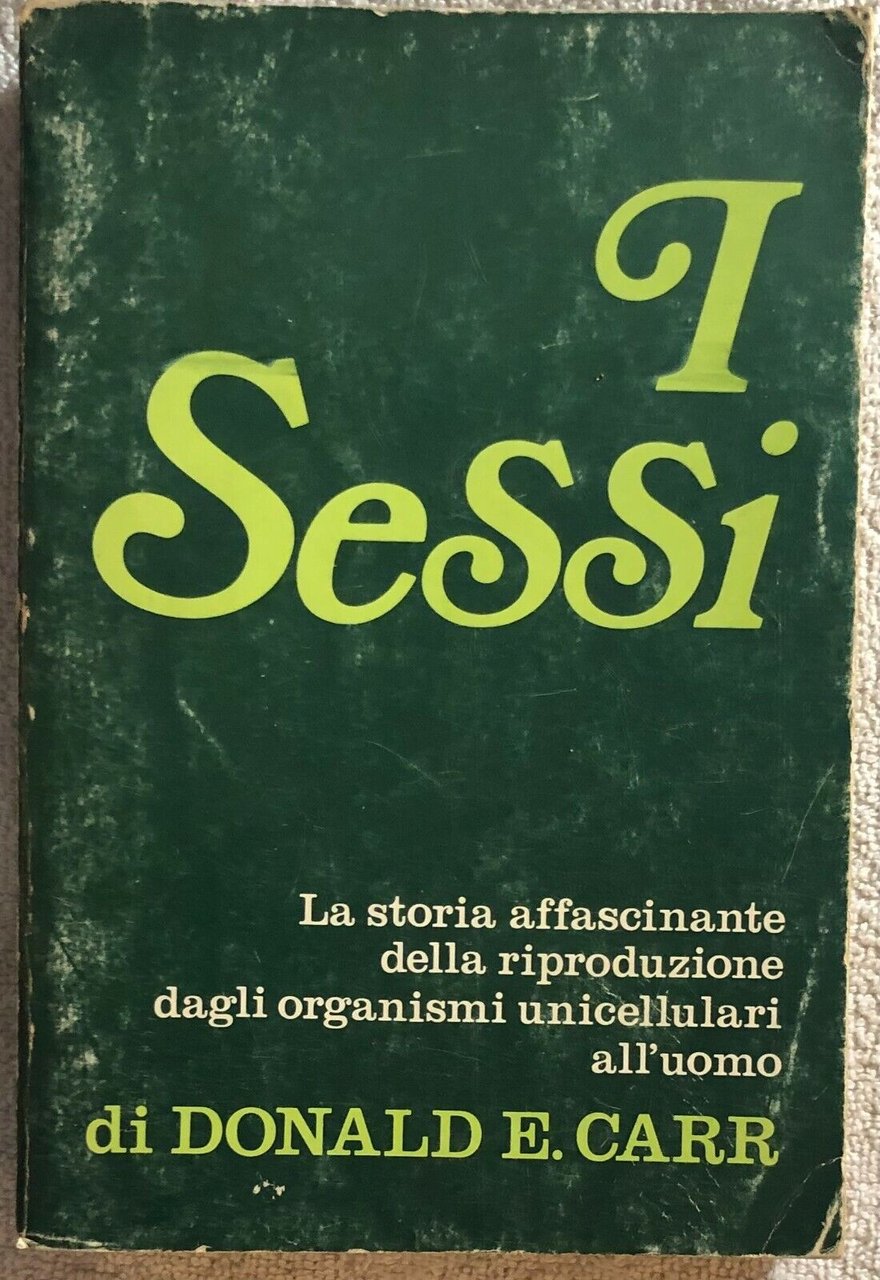 I
Sessi
La storia affascinante
della riproduzione
dagli organismi unicellulari
all'uomo
di DONALD E. CARR